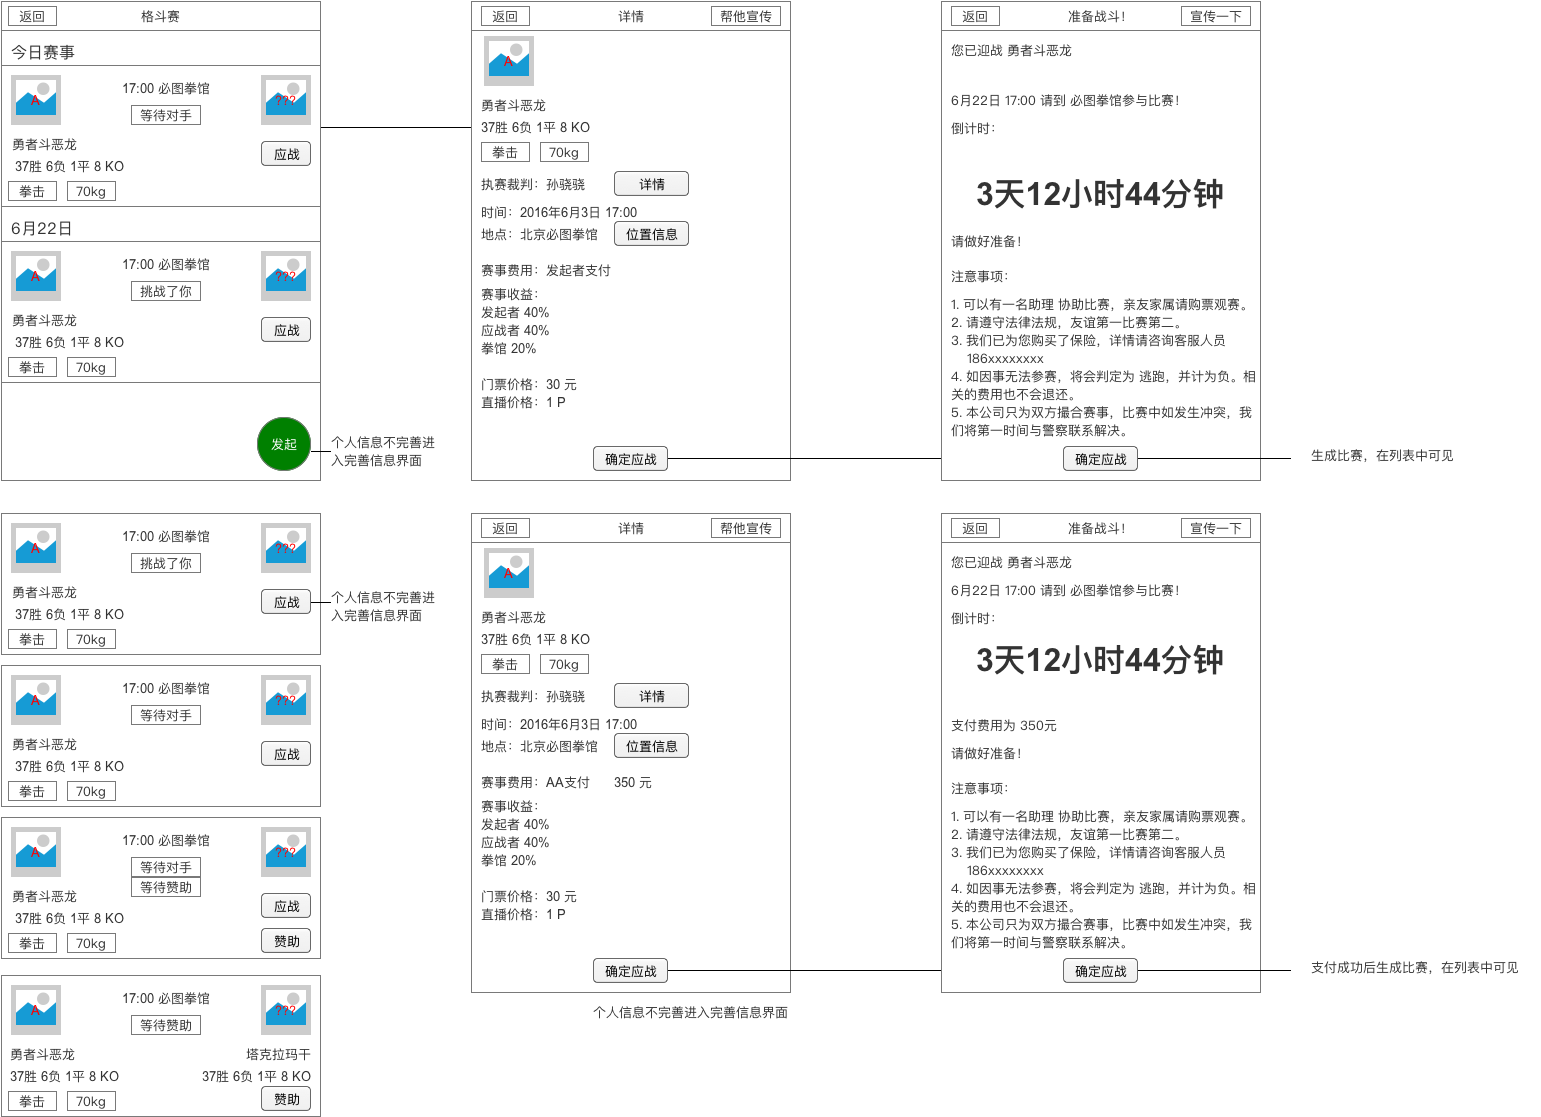 返回
格斗赛
今日赛事
A
17:00 必图拳馆
???
等待对手
勇者斗恶龙
应战
37胜 6负 1平 8 KO
拳击
70kg
6月22日
A
17:00 必图拳馆
???
挑战了你
勇者斗恶龙
应战
37胜 6负 1平 8 KO
拳击
70kg
发起
个人信息不完善进
入完善信息界面
返回
详情
帮他宣传
A
勇者斗恶龙
37胜 6负 1平 8 KO
拳击
70kg
执赛裁判：孙骁骁
详情
时间：2016年6月3日 17:00
地点：北京必图拳馆
位置信息
赛事费用：发起者支付
赛事收益：
发起者 40%
应战者 40%
拳馆 20%
门票价格：30 元
直播价格：1 P
确定应战
返回
准备战斗！
宣传一下
您已迎战 勇者斗恶龙
6月22日 17:00 请到 必图拳馆参与比赛！
倒计时：
3天12小时44分钟
请做好准备！
注意事项：
1. 可以有一名助理 协助比赛，亲友家属请购票观赛。
2. 请遵守法律法规，友谊第一比赛第二。
3. 我们已为您购买了保险，详情请咨询客服人员
186xxxxxxxx
4. 如因事无法参赛，将会判定为 逃跑，并计为负。相
关的费用也不会退还。
5. 本公司只为双方撮合赛事，比赛中如发生冲突，我
们将第一时间与警察联系解决。
确定应战
生成比赛，在列表中可见
A
17:00 必图拳馆
???
挑战了你
勇者斗恶龙
应战
37胜 6负 1平 8 KO
拳击
70kg
个人信息不完善进
入完善信息界面
A
17:00 必图拳馆
???
等待对手
勇者斗恶龙
应战
37胜 6负 1平 8 KO
拳击
70kg
A
17:00 必图拳馆
???
等待对手
等待赞助
勇者斗恶龙
应战
37胜 6负 1平 8 KO
拳击
70kg
赞助
A
17:00 必图拳馆
???
等待赞助
勇者斗恶龙
塔克拉玛干
37胜 6负 1平 8 KO
37胜 6负 1平 8 KO
拳击
70kg
赞助
返回
详情
帮他宣传
A
勇者斗恶龙
37胜 6负 1平 8 KO
拳击
70kg
执赛裁判：孙骁骁
详情
时间：2016年6月3日 17:00
地点：北京必图拳馆
位置信息
赛事费用：AA支付
350 元
赛事收益：
发起者 40%
应战者 40%
拳馆 20%
门票价格：30 元
直播价格：1 P
确定应战
个人信息不完善进入完善信息界面
返回
准备战斗！
宣传一下
您已迎战 勇者斗恶龙
6月22日 17:00 请到 必图拳馆参与比赛！
倒计时：
3天12小时44分钟
支付费用为 350元
请做好准备！
注意事项：
1. 可以有一名助理 协助比赛，亲友家属请购票观赛。
2. 请遵守法律法规，友谊第一比赛第二。
3. 我们已为您购买了保险，详情请咨询客服人员
186xxxxxxxx
4. 如因事无法参赛，将会判定为 逃跑，并计为负。相
关的费用也不会退还。
5. 本公司只为双方撮合赛事，比赛中如发生冲突，我
们将第一时间与警察联系解决。
确定应战
支付成功后生成比赛，在列表中可见